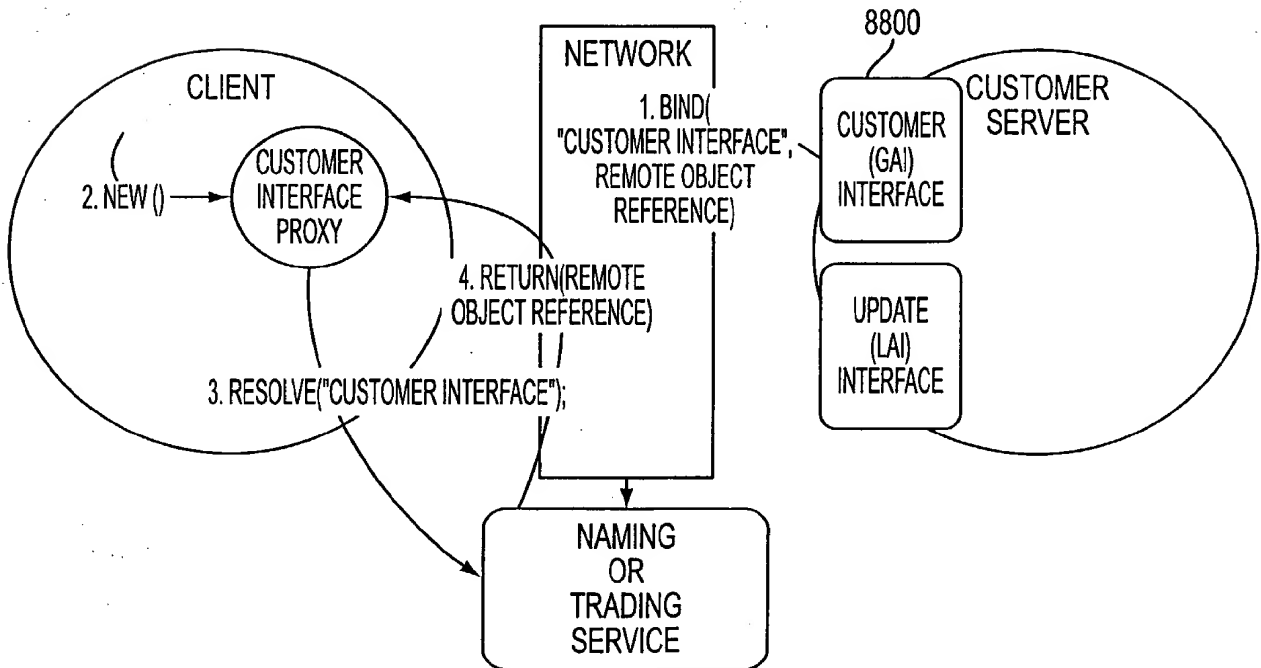 8800
NETWORK
CLIENT
CUSTOMER
SERVER
1. BIND(
"CUSTOMER INTERFACE",
REMOTE OBJECT
REFERENCE)
CUSTOMER
(GAI)
INTERFACE
2. NEW ()
CUSTOMER
INTERFACE
PROXY
4. RETURN(REMOTE
OBJECT REFERENCE)
UPDATE
(LAI)
INTERFACE
3. RESOLVE("CUSTOMER INTERFACE");
NAMING
OR
TRADING
SERVICE